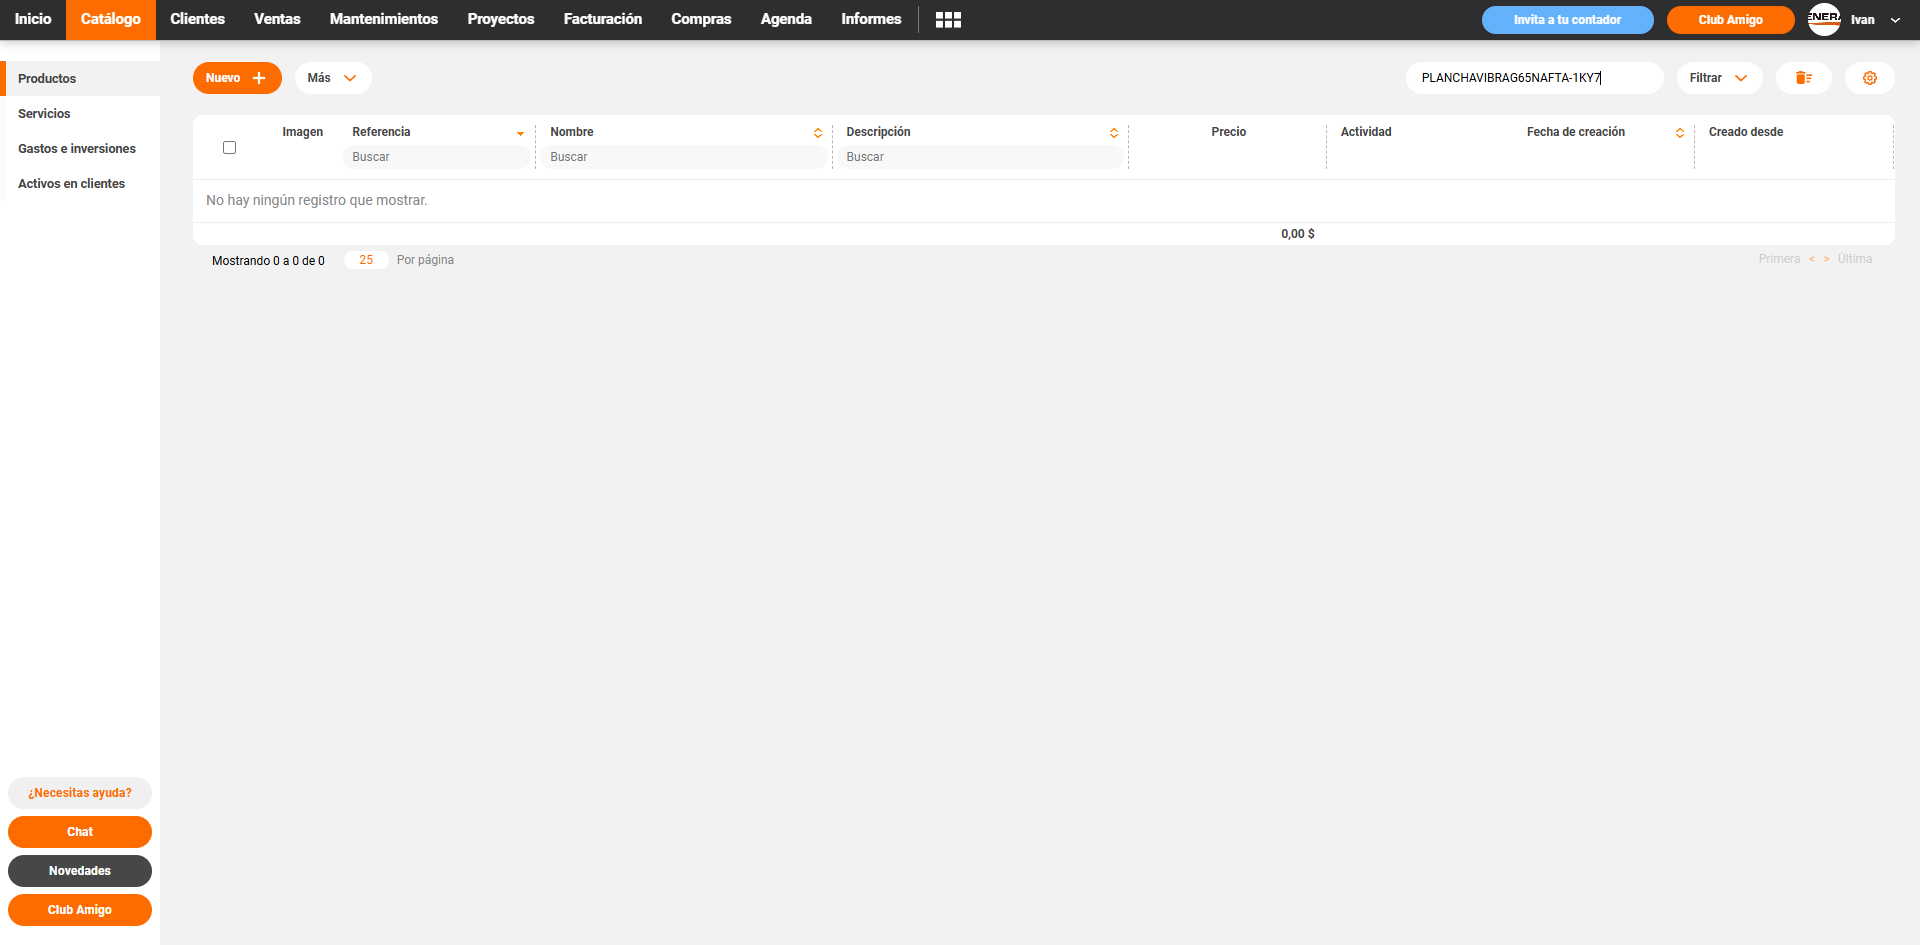 Inicio Catálogo Clientes Ventas Mantenimientos Proyectos Facturación Compras Agenda Informes Invita a tu contador Club Amigo ENERA Ivan
Productos
Servicios
Gastos e inversiones
Activos en clientes
Nuevo Más PLANCHAVIBRAG65NAFTA-1KY7 Filtrar
Imagen Referencia Nombre Descripción Precio Actividad Fecha de creación Creado desde
Buscar Buscar Buscar
No hay ningún registro que mostrar.
0,00 $
Mostrando 0 a 0 de 0 25 Por página Primera < > Última
¿Necesitas ayuda?
Chat
Novedades
Club Amigo